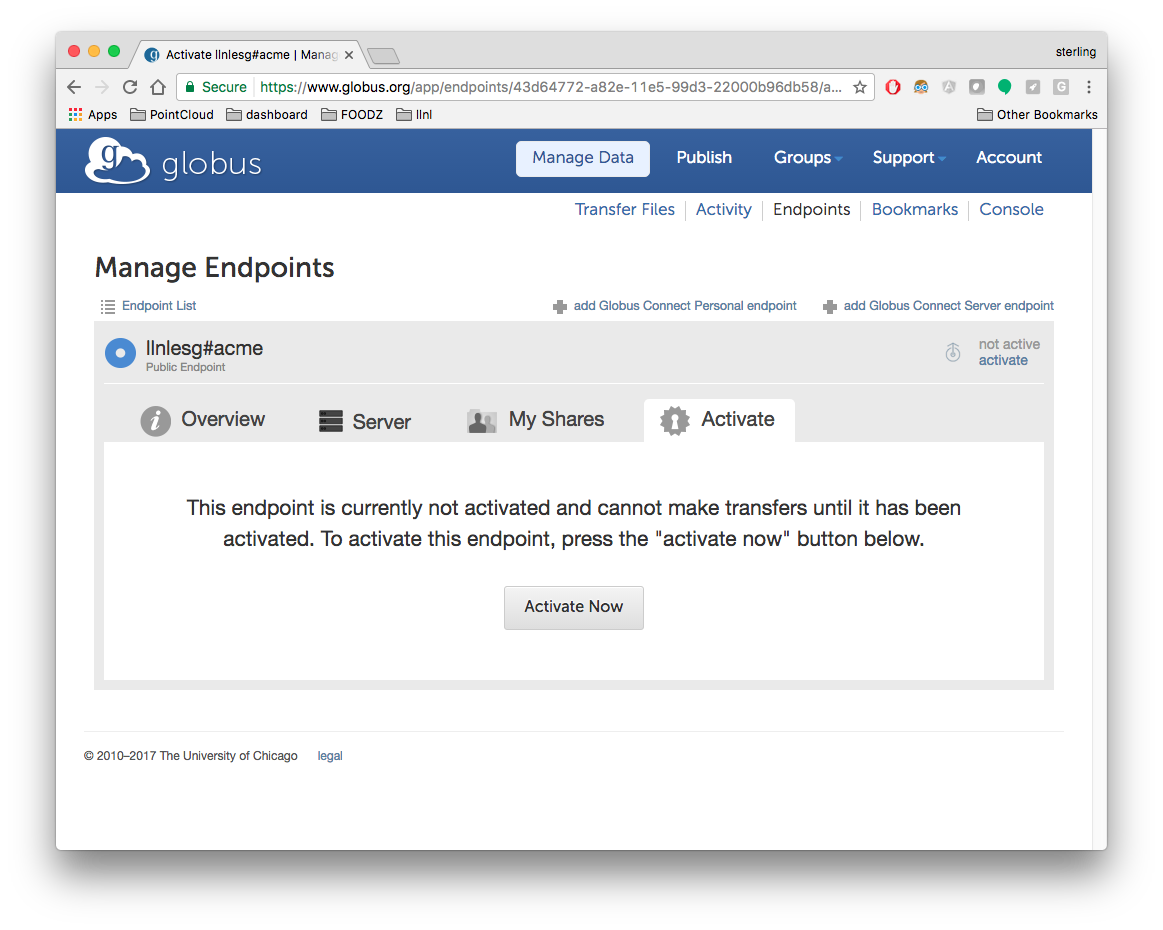 Activate llnlesg#acme | Manag
sterling
Secure https://www.globus.org/app/endpoints/43d64772-a82e-11e5-99d3-22000b96db58/a...
Apps PointCloud dashboard FOODZ llnl Other Bookmarks
globus Manage Data Publish Groups Support Account
Transfer Files Activity Endpoints Bookmarks Console
Manage Endpoints
Endpoint List add Globus Connect Personal endpoint add Globus Connect Server endpoint
llnlesg#acme
Public Endpoint
not active
activate
Overview Server My Shares Activate
This endpoint is currently not activated and cannot make transfers until it has been
activated. To activate this endpoint, press the "activate now" button below.
Activate Now
© 2010–2017 The University of Chicago legal